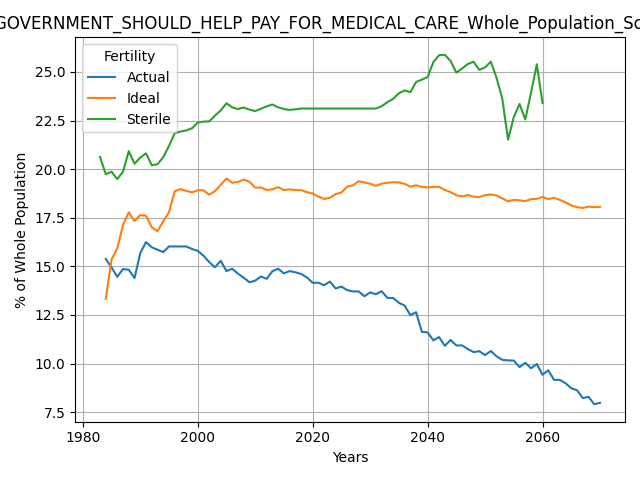 GOVERNMENT_SHOULD_HELP_PAY_FOR_MEDICAL_CARE_Whole_Population_Sc
Fertility
Actual
Ideal
Sterile
% of Whole Population
25.0
22.5
20.0
17.5
15.0
12.5
10.0
7.5
1980
2000
2020
2040
2060
Years